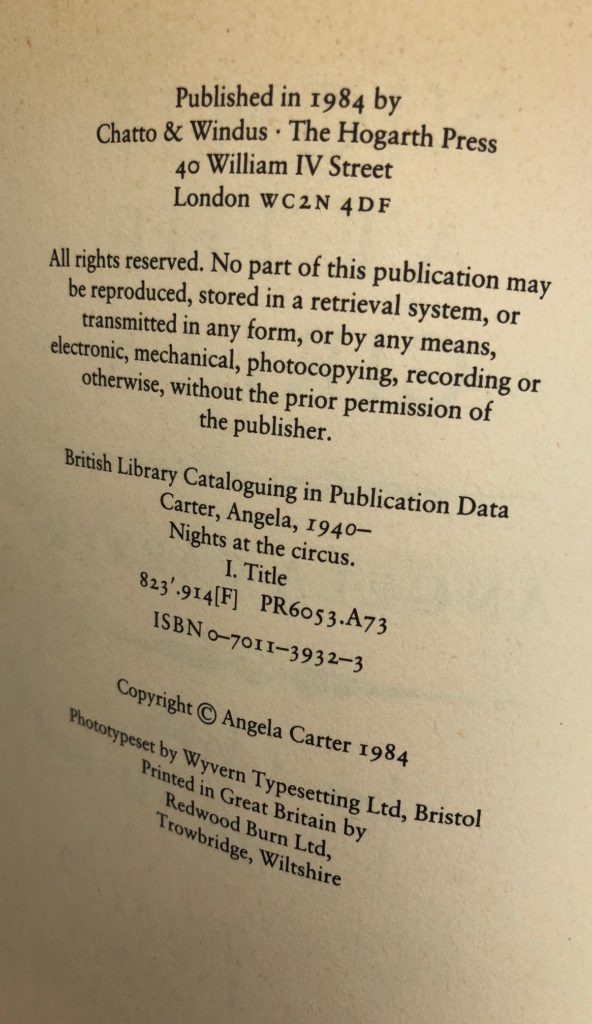 Published in 1984 by
Chatto & Windus · The Hogarth Press
40 William IV Street
London WC2N 4DF
All rights reserved. No part of this publication may
be reproduced, stored in a retrieval system, or
transmitted in any form, or by any means,
electronic, mechanical, photocopying, recording or
otherwise, without the prior permission of
the publisher.
British Library Cataloguing in Publication Data
Carter, Angela, 1940–
Nights at the circus.
I. Title
823'.914[F] PR6053.A73
ISBN 0–7011–3932–3
Copyright © Angela Carter 1984
Phototypeset by Wyvern Typesetting Ltd, Bristol
Printed in Great Britain by
Redwood Burn Ltd,
Trowbridge, Wiltshire